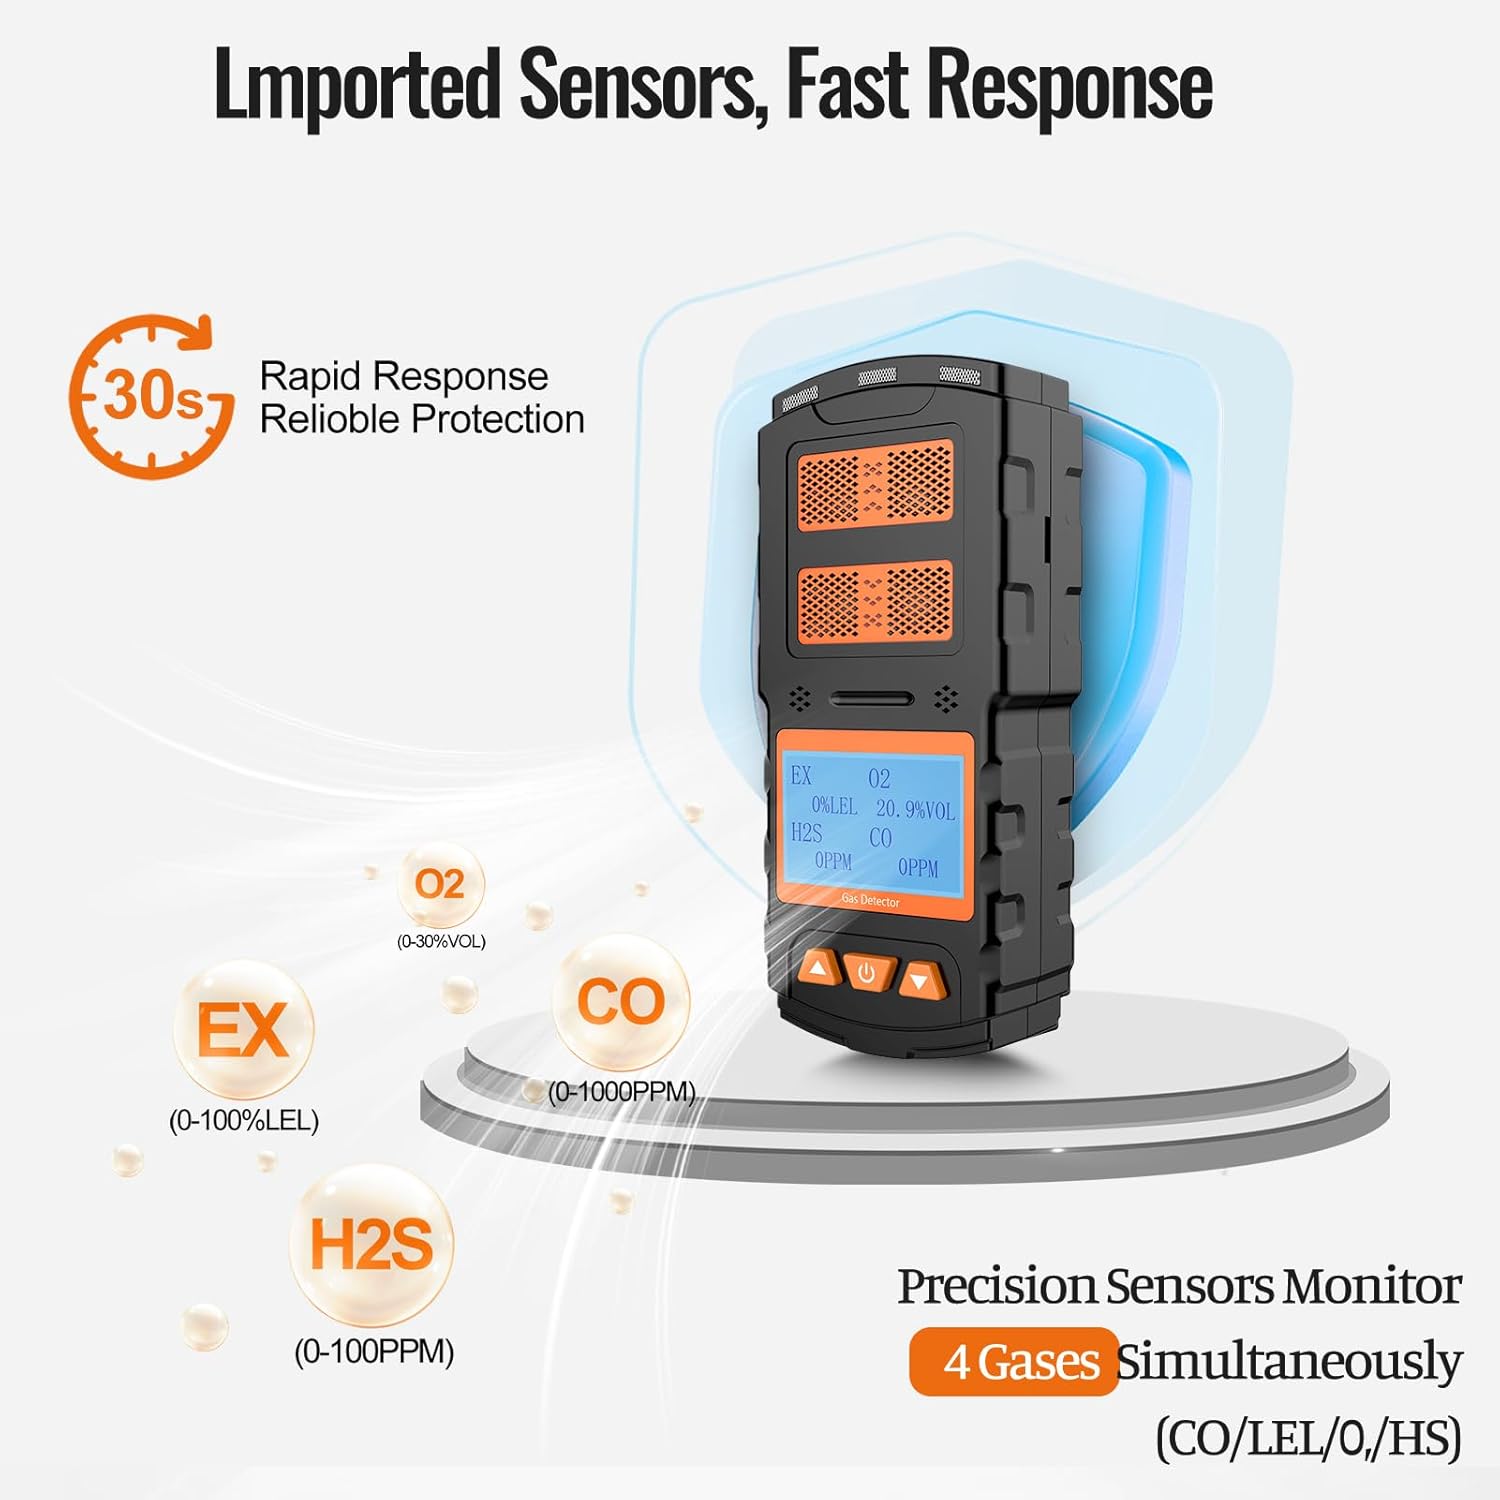 Lmported Sensors, Fast Response
30s
Rapid Response
Relioble Protection
EX O2
0%LEL 20.9%VOL
H2S CO
0PPM 0PPM
Gas Detector
O2
(0-30%VOL)
EX
(0-100%LEL)
CO
(0-1000PPM)
H2S
(0-100PPM)
Precision Sensors Monitor
4 Gases Simultaneously
(CO/LEL/0,/HS)